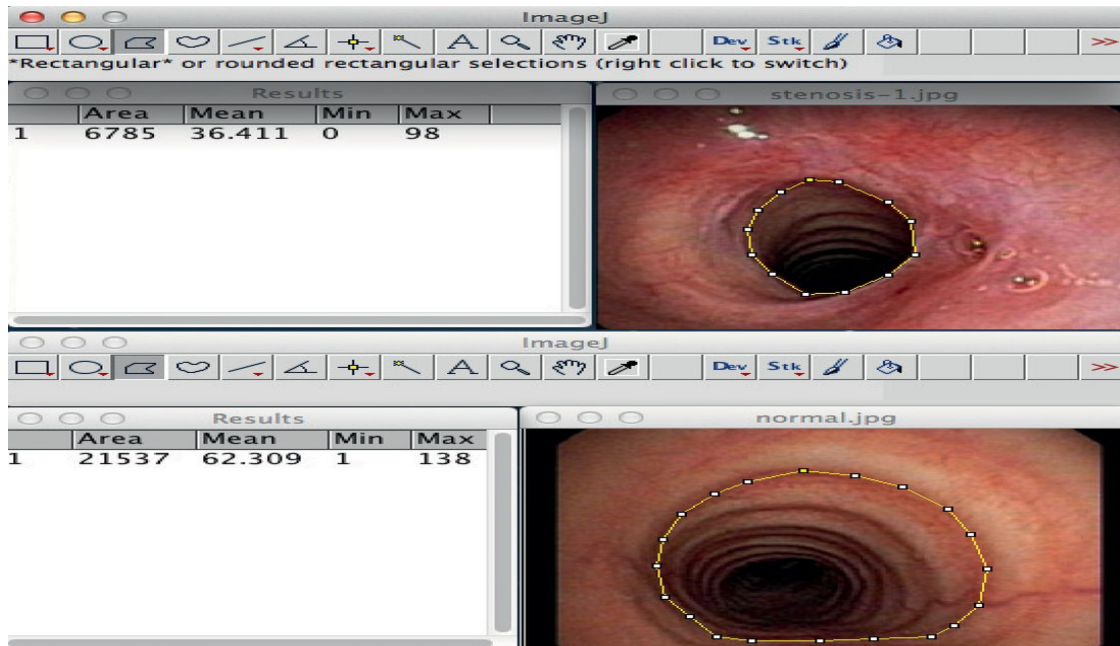 ImageJ
A Dev Stk >>
*Rectangular* or rounded rectangular selections (right click to switch)
Results
Area Mean Min Max
1 6785 36.411 0 98
stenosis-1.jpg
ImageJ
A Dev Stk >>
Results
Area Mean Min Max
1 21537 62.309 1 138
normal.jpg